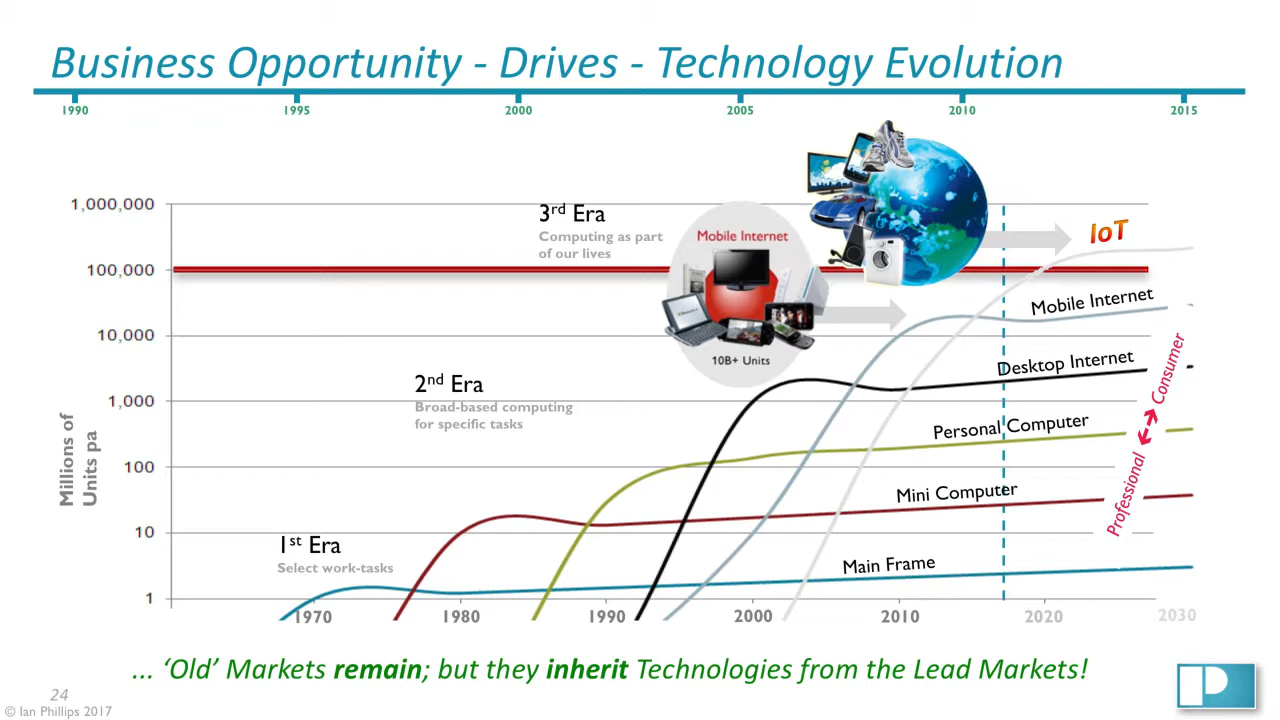 Business Opportunity - Drives - Technology Evolution
1990 1995 2000 2005 2010 2015
1,000,000
100,000
10,000
1,000
100
10
1
Millions of
Units pa
3rd Era
Computing as part
of our lives
2nd Era
Broad-based computing
for specific tasks
1st Era
Select work-tasks
Mobile Internet
10B+ Units
IoT
Mobile Internet
Desktop Internet
Personal Computer
Mini Computer
Main Frame
Consumer
Professional
1970 1980 1990 2000 2010 2020 2030
... ‘Old’ Markets remain; but they inherit Technologies from the Lead Markets!
24
© Ian Phillips 2017
P